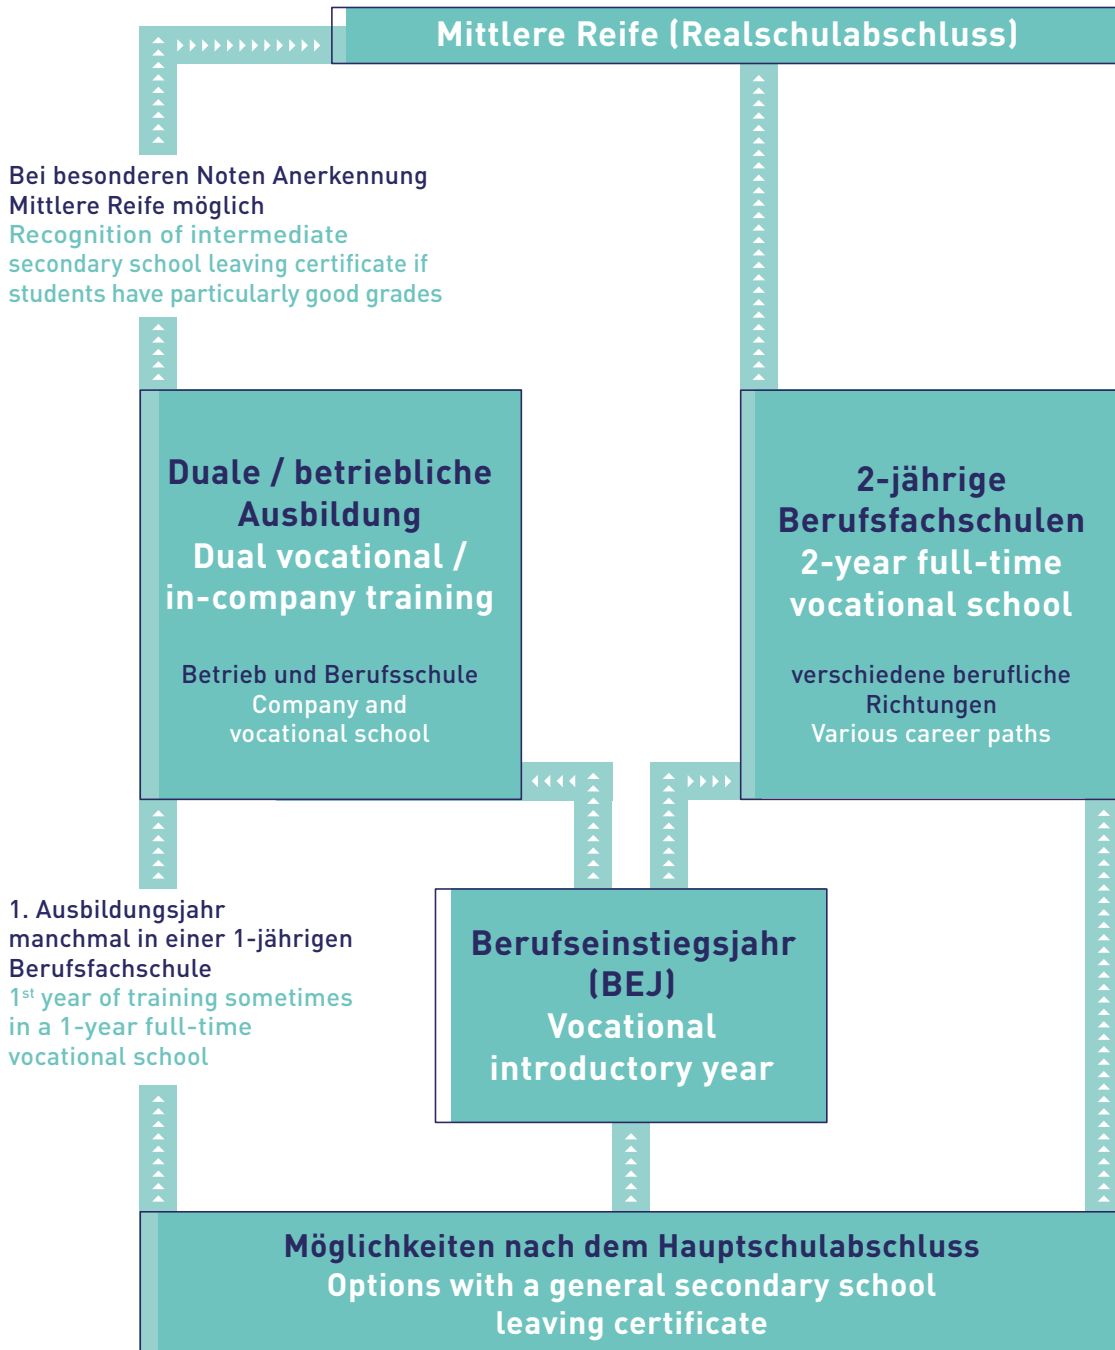 Mittlere Reife (Realschulabschluss)
Bei besonderen Noten Anerkennung
Mittlere Reife möglich
Recognition of intermediate
secondary school leaving certificate if
students have particularly good grades
Duale / betriebliche
Ausbildung
Dual vocational /
in-company training
Betrieb und Berufsschule
Company and
vocational school
2-jährige
Berufsfachschulen
2-year full-time
vocational school
verschiedene berufliche
Richtungen
Various career paths
1. Ausbildungsjahr
manchmal in einer 1-jährigen
Berufsfachschule
1st year of training sometimes
in a 1-year full-time
vocational school
Berufseinstiegsjahr
(BEJ)
Vocational
introductory year
Möglichkeiten nach dem Hauptschulabschluss
Options with a general secondary school
leaving certificate